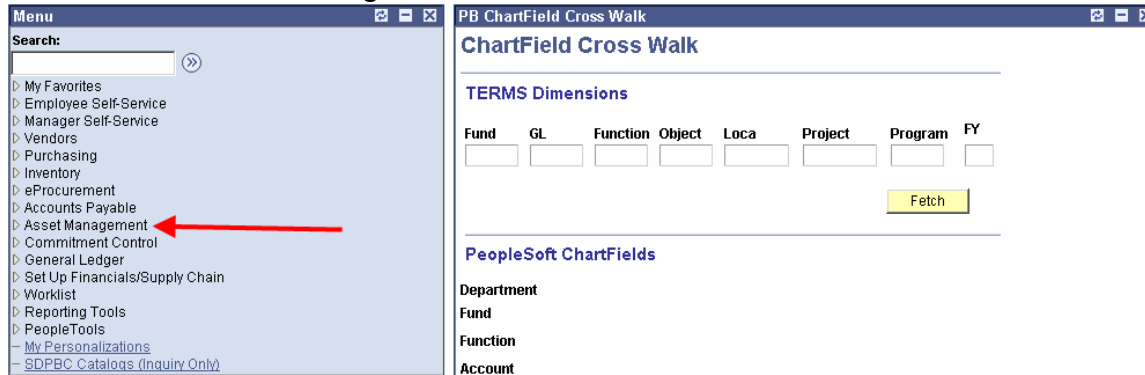 Menu
Search:
My Favorites
Employee Self-Service
Manager Self-Service
Vendors
Purchasing
Inventory
eProcurement
Accounts Payable
Asset Management
Commitment Control
General Ledger
Set Up Financials/Supply Chain
Worklist
Reporting Tools
PeopleTools
My Personalizations
SDPBC Catalogs (Inquiry Only)
PB ChartField Cross Walk
ChartField Cross Walk
TERMS Dimensions
Fund GL Function Object Loca Project Program FY
Fetch
PeopleSoft ChartFields
Department
Fund
Function
Account